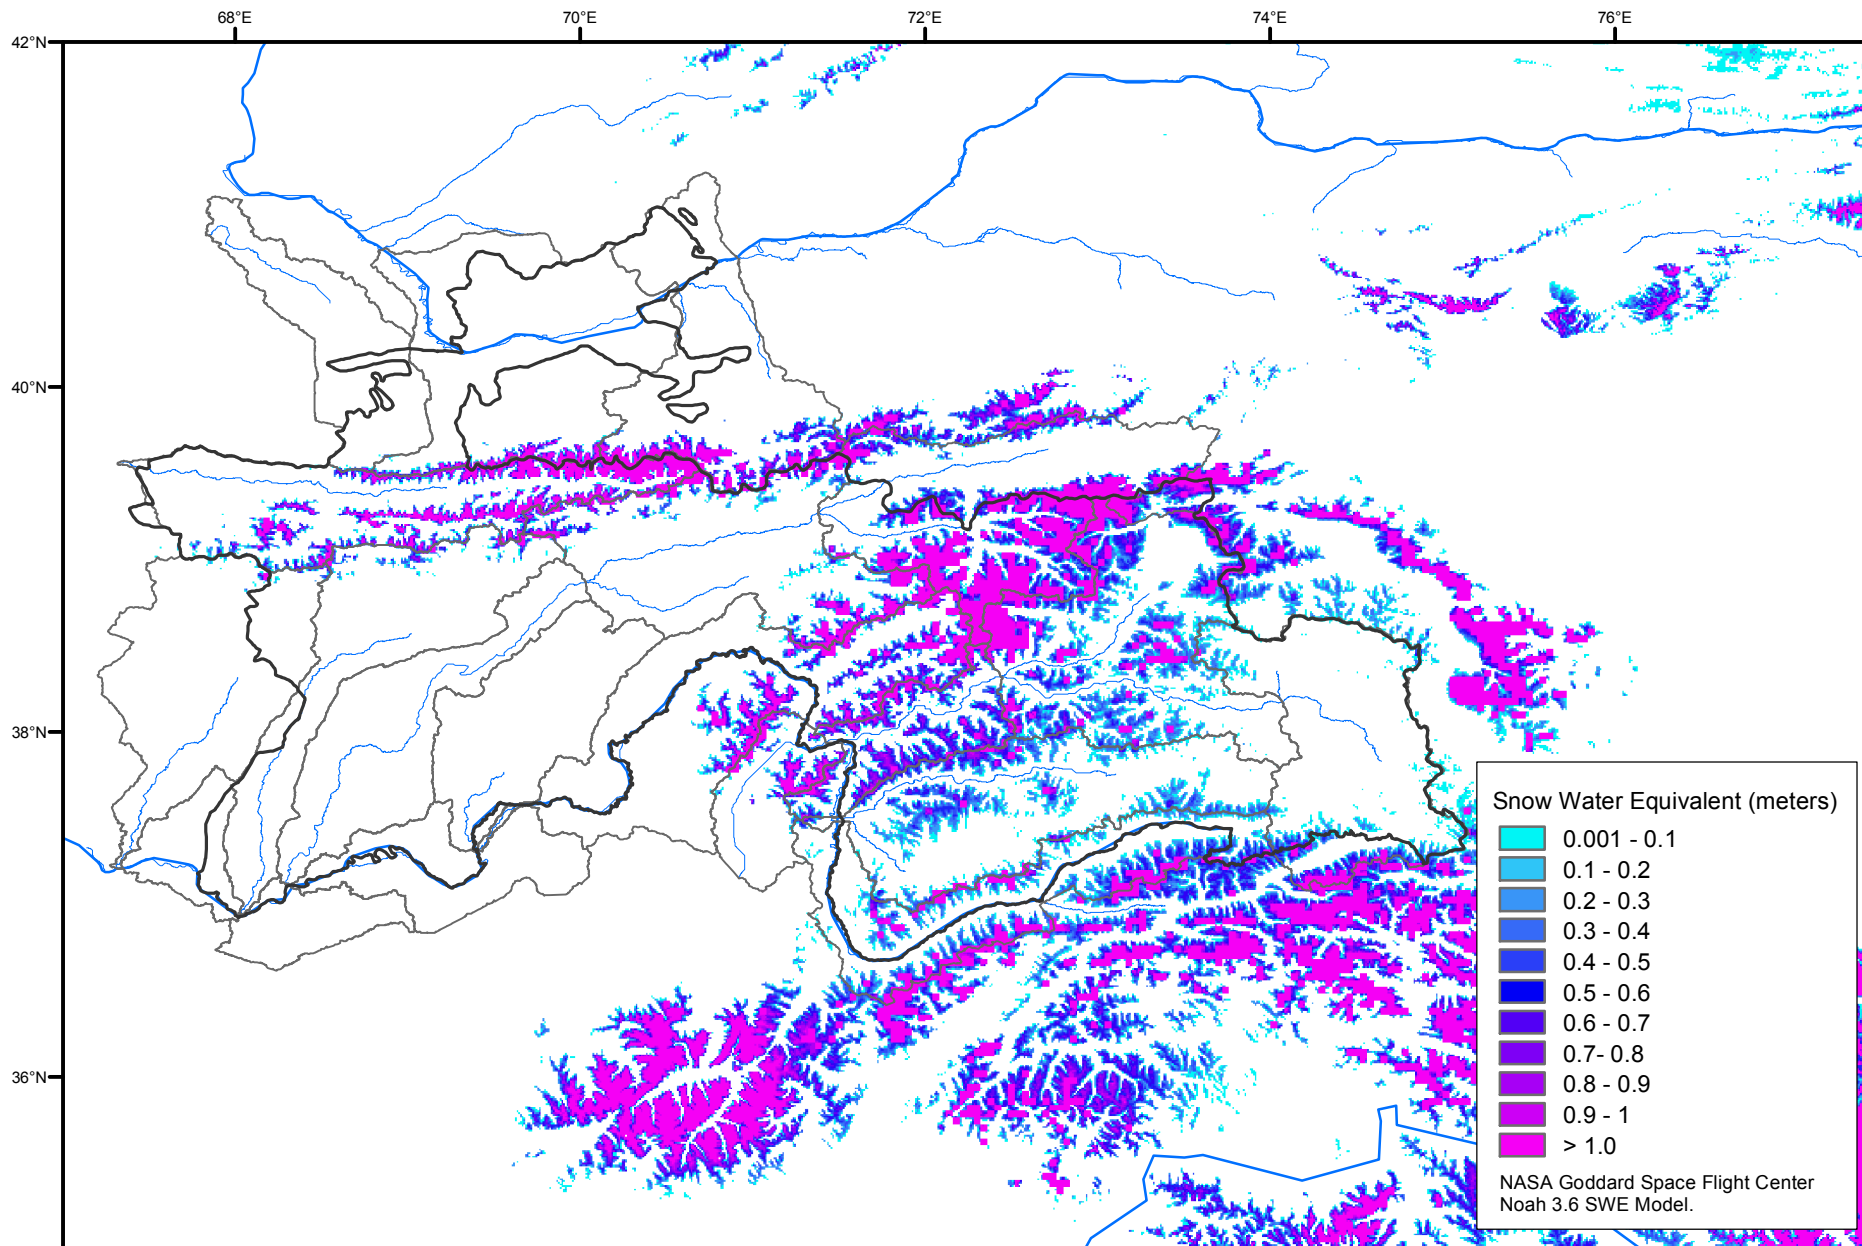 68°E 70°E 72°E 74°E 76°E
42°N
40°N
38°N
36°N
Snow Water Equivalent (meters)
0.001 - 0.1
0.1 - 0.2
0.2 - 0.3
0.3 - 0.4
0.4 - 0.5
0.5 - 0.6
0.6 - 0.7
0.7- 0.8
0.8 - 0.9
0.9 - 1
> 1.0
NASA Goddard Space Flight Center
Noah 3.6 SWE Model.